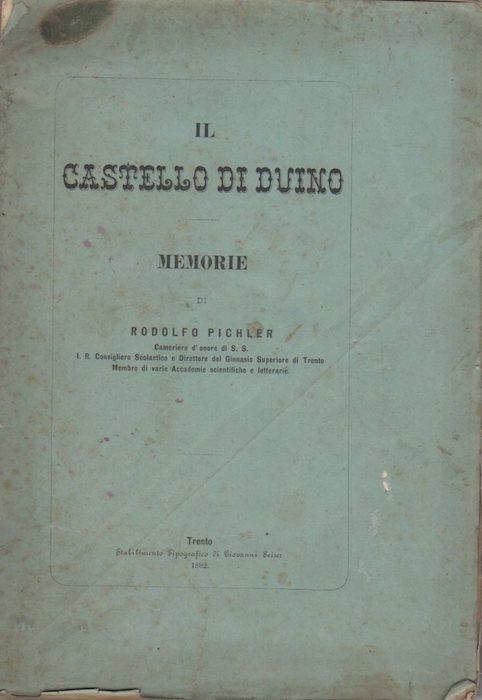 IL
CASTELLO DI DUINO
MEMORIE
DI
RODOLFO PICHLER
Cameriere d'onore di S. S.
I. R. Consigliere Scolastico e Direttore del Ginnasio Superiore di Trento
Membro di varie Accademie scientifiche e letterarie.
Trento
Stabilimento Tipografico di Giovanni Seiser
1882.